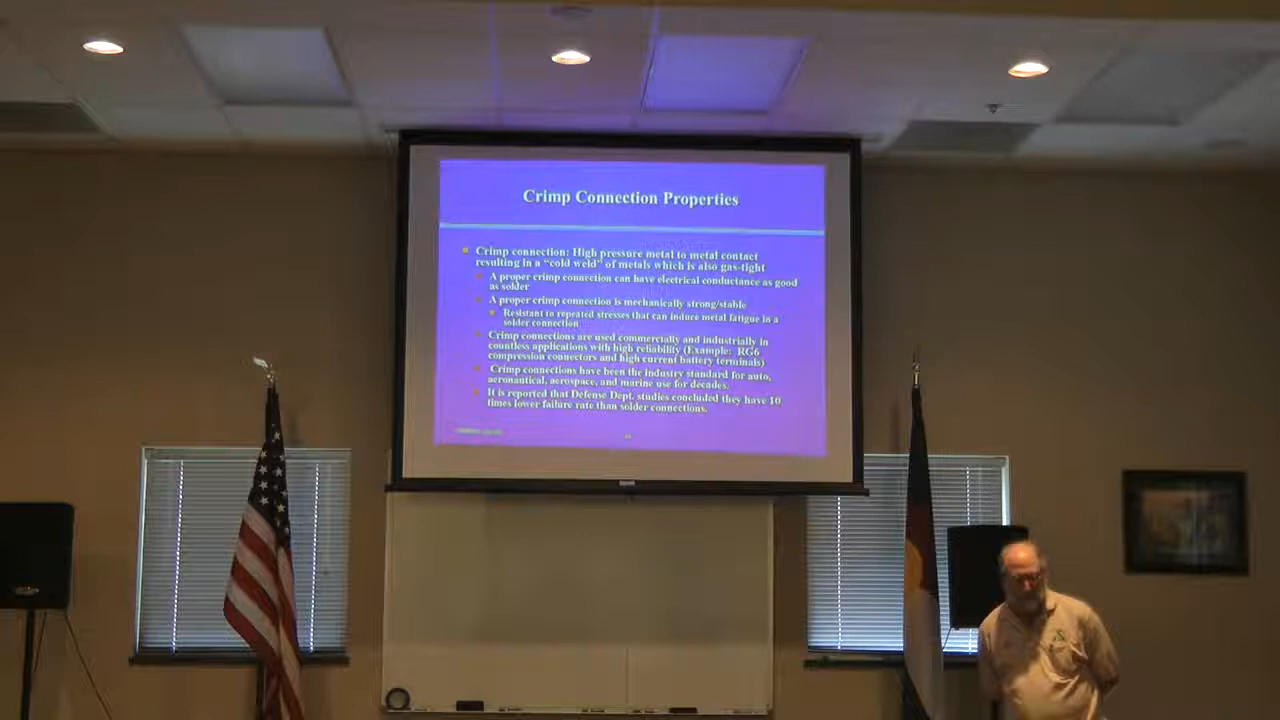 Crimp Connection Properties
Crimp connection: High pressure metal to metal contact
resulting in a "cold weld" of metals which is also gas-tight
A proper crimp connection can have electrical conductance as good
as solder
A proper crimp connection is mechanically strong/stable
Resistant to repeated stresses that can induce metal fatigue in a
solder connection
Crimp connections are used commercially and industrially in
countless applications with high reliability (Example: RG6
compression connectors and high current battery terminals)
Crimp connections have been the industry standard for auto,
aeronautical, aerospace, and marine use for decades.
It is reported that Defense Dept. studies concluded they have 10
times lower failure rate than solder connections.